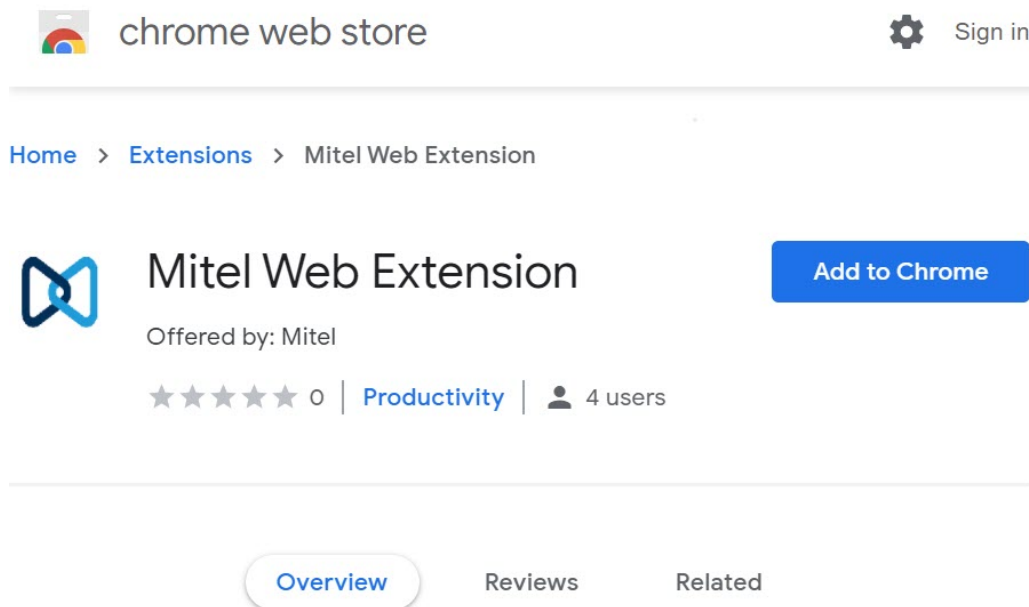 chrome web store
Sign in
Home > Extensions > Mitel Web Extension
Mitel Web Extension
Add to Chrome
Offered by: Mitel
0 | Productivity | 4 users
Overview Reviews Related